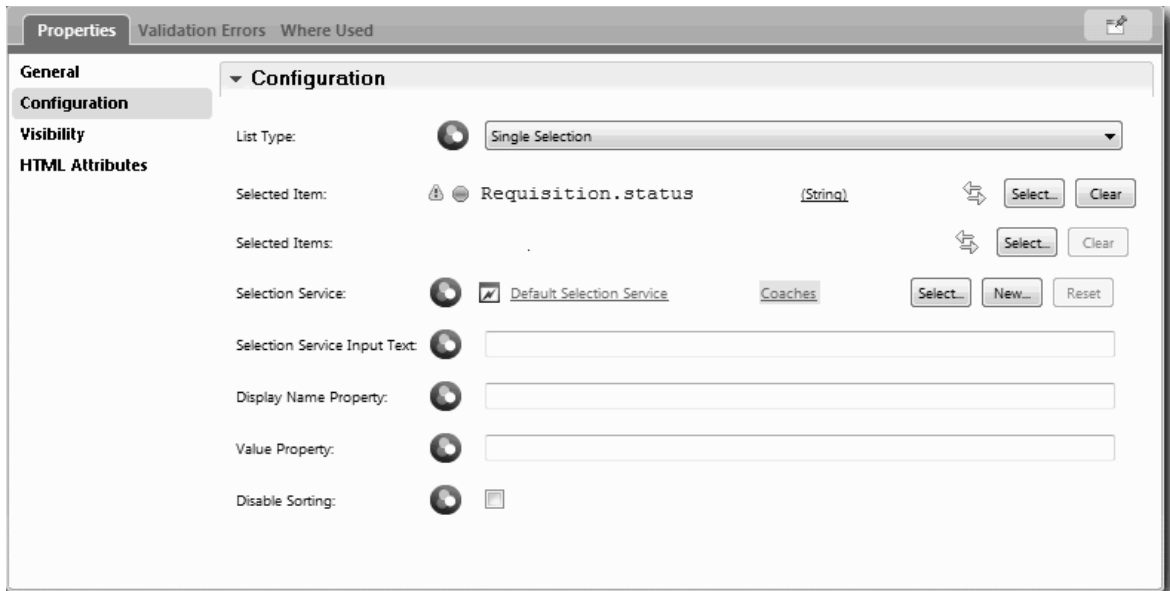 Properties Validation Errors Where Used
General
Configuration
Visibility
HTML Attributes
Configuration
List Type: Single Selection
Selected Item: Requisition.status (String) Select... Clear
Selected Items: . Select... Clear
Selection Service: Default Selection Service Coaches Select... New... Reset
Selection Service Input Text:
Display Name Property:
Value Property:
Disable Sorting: